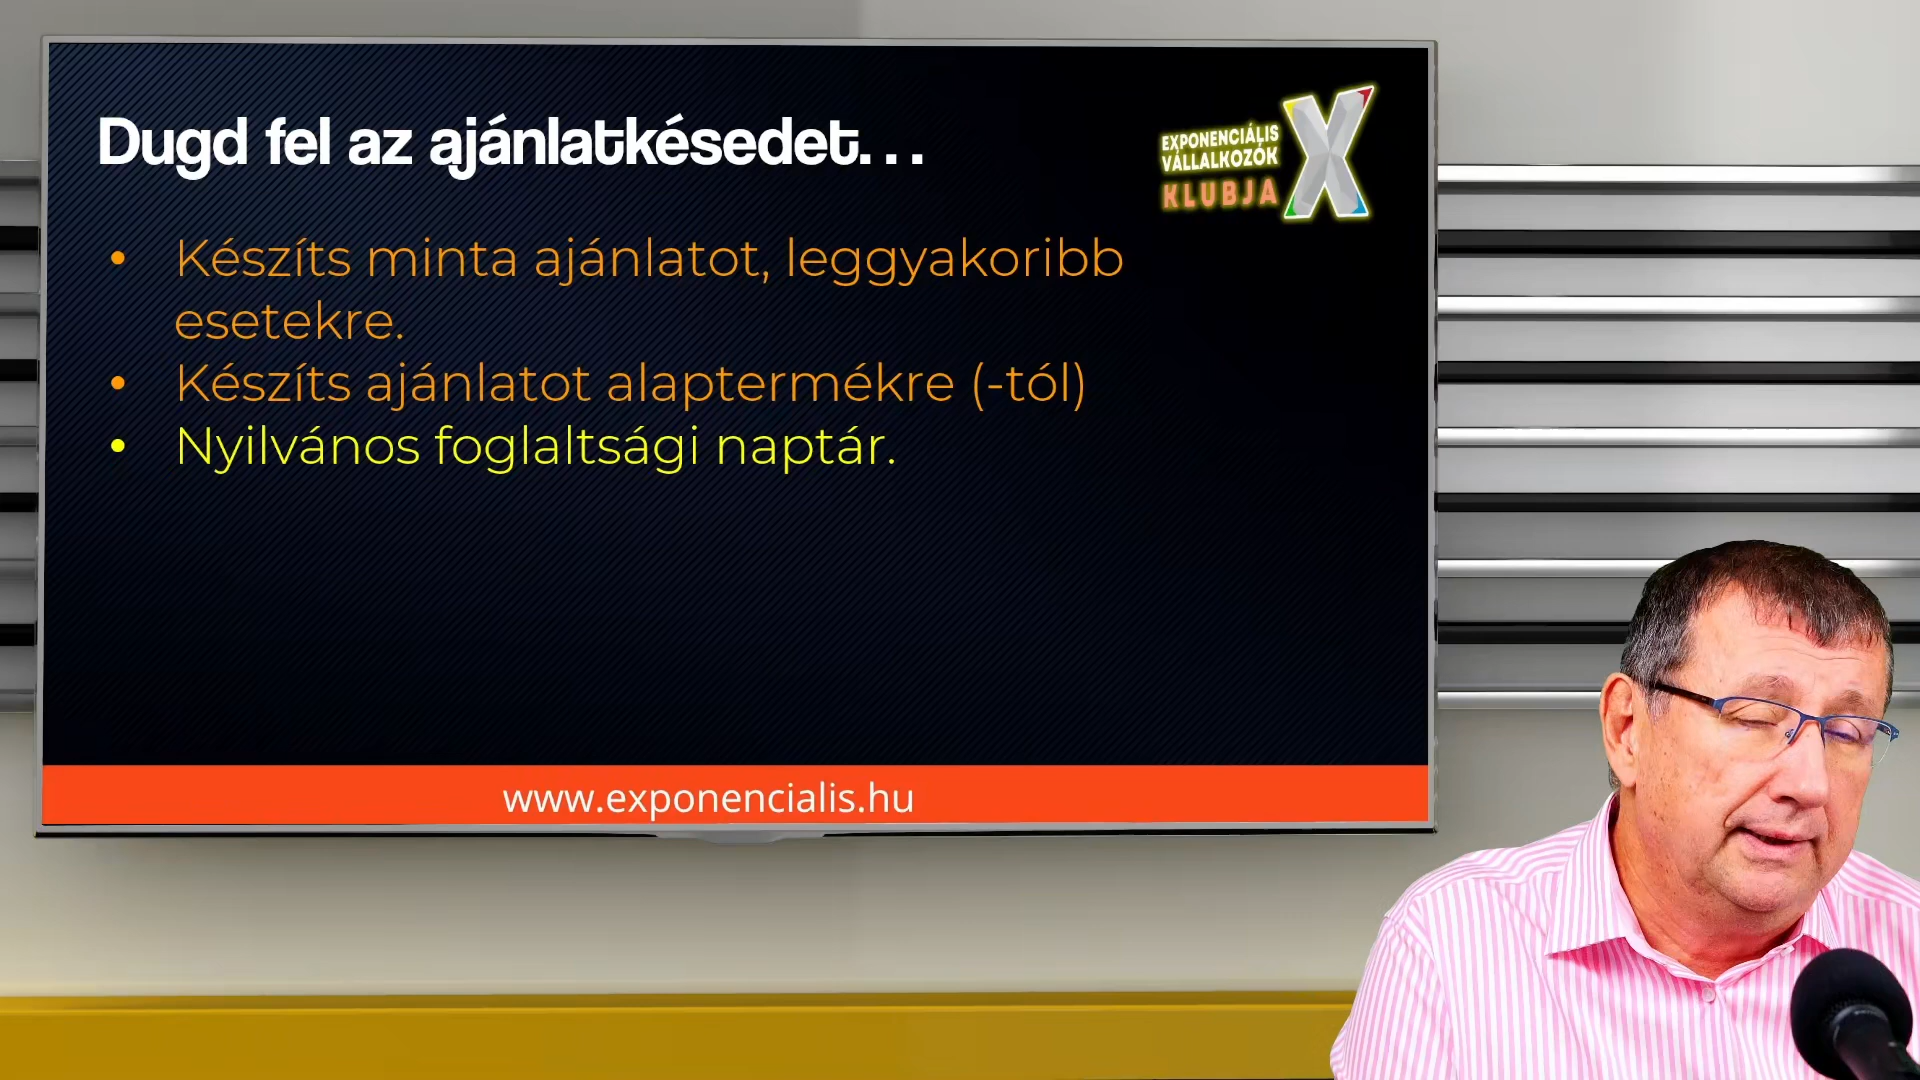 Dugd fel az ajánlatkésedet...
EXPONENCIÁLIS
VÁLLALKOZÓK
KLUBJA
X
• Készíts minta ajánlatot, leggyakoribb
esetekre.
• Készíts ajánlatot alaptermékre (-tól)
• Nyilvános foglaltsági naptár.
www.exponencialis.hu